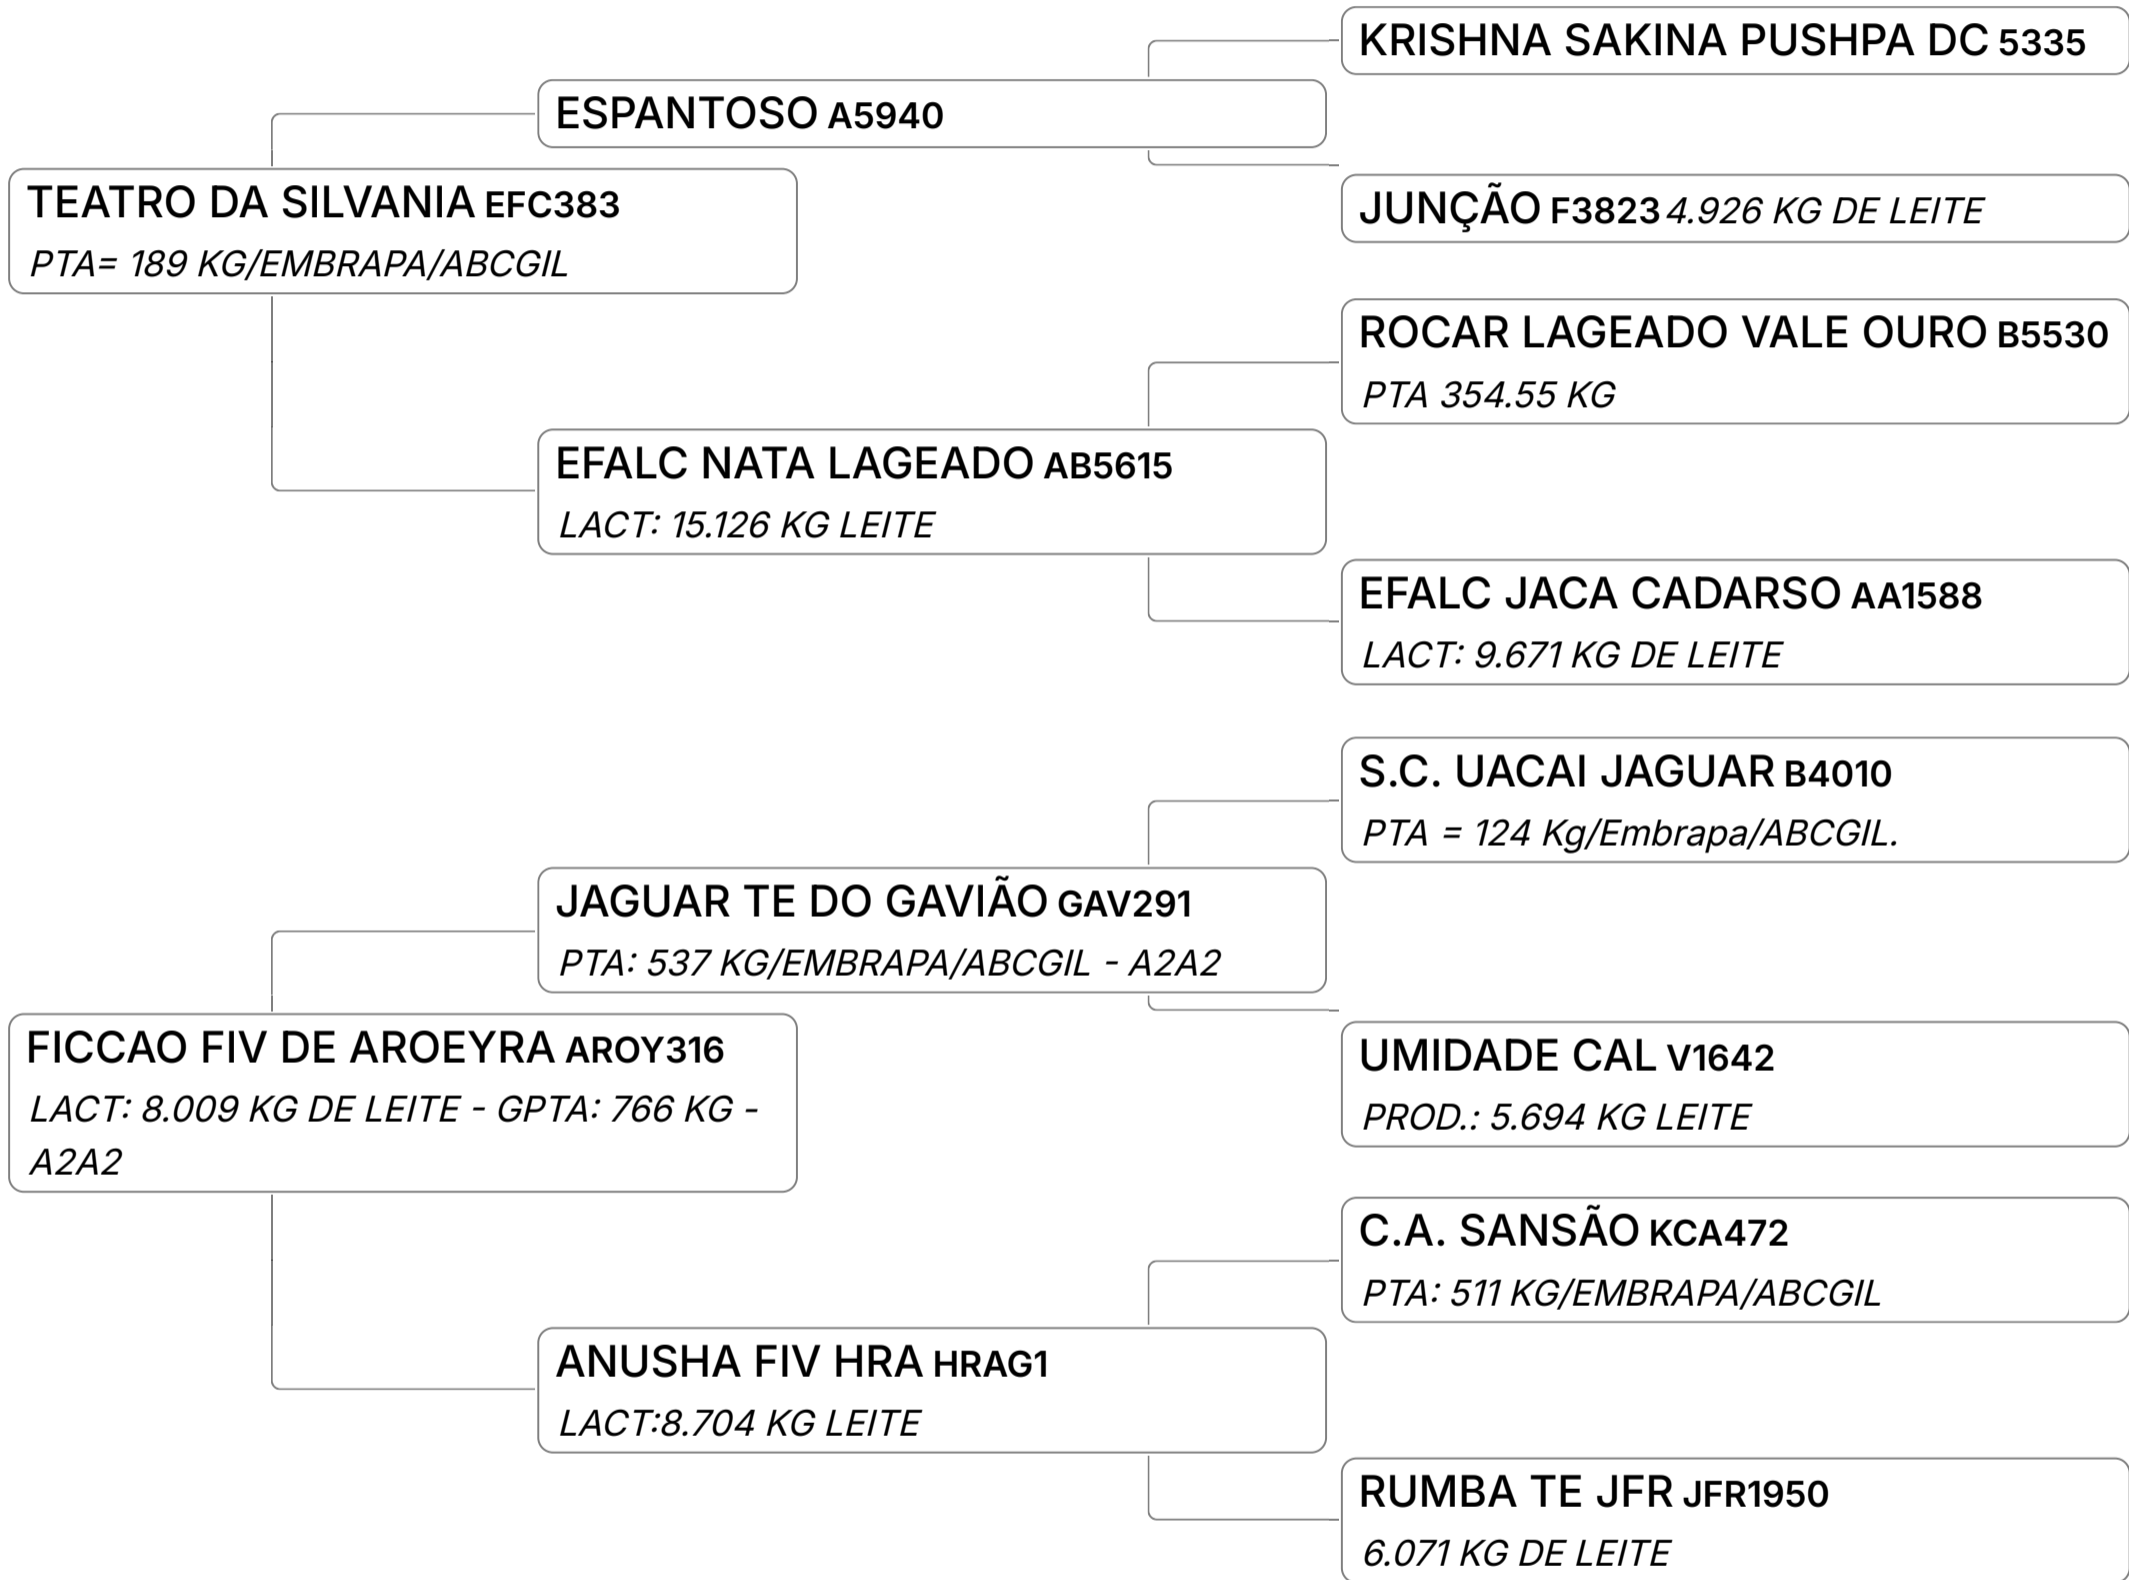 KRISHNA SAKINA PUSHPA DC 5335
ESPANTOSO A5940
JUNÇÃO F3823 4.926 KG DE LEITE
TEATRO DA SILVANIA EFC383
PTA= 189 KG/EMBRAPA/ABCGIL
ROCAR LAGEADO VALE OURO B5530
PTA 354.55 KG
EFALC NATA LAGEADO AB5615
LACT: 15.126 KG LEITE
EFALC JACA CADARSO AA1588
LACT: 9.671 KG DE LEITE
S.C. UACAI JAGUAR B4010
PTA = 124 Kg/Embrapa/ABCGIL.
JAGUAR TE DO GAVIÃO GAV291
PTA: 537 KG/EMBRAPA/ABCGIL - A2A2
FICCAO FIV DE AROEYRA AROY316
LACT: 8.009 KG DE LEITE - GPTA: 766 KG -
A2A2
UMIDADE CAL V1642
PROD.: 5.694 KG LEITE
C.A. SANSÃO KCA472
PTA: 511 KG/EMBRAPA/ABCGIL
ANUSHA FIV HRA HRAG1
LACT:8.704 KG LEITE
RUMBA TE JFR JFR1950
6.071 KG DE LEITE